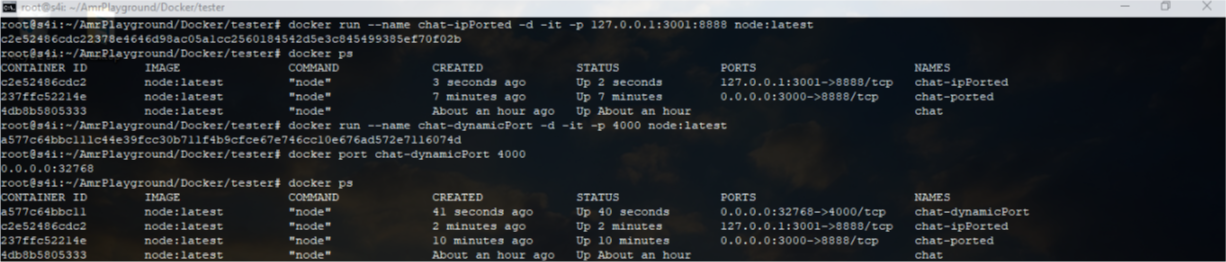 root@s4i: ~/AmrPlayground/Docker/tester
root@s4i:~/AmrPlayground/Docker/tester# docker run --name chat-ipPorted -d -it -p 127.0.0.1:3001:8888 node:latest
c2e52486cdc22378e4646d98ac05a1cc2560184542d5e3c845499385ef70f02b
root@s4i:~/AmrPlayground/Docker/tester# docker ps
CONTAINER ID IMAGE COMMAND CREATED STATUS PORTS NAMES
c2e52486cdc2 node:latest "node" 3 seconds ago Up 2 seconds 127.0.0.1:3001->8888/tcp chat-ipPorted
237ffc52214e node:latest "node" 7 minutes ago Up 7 minutes 0.0.0.0:3000->8888/tcp chat-ported
4db8b5805333 node:latest "node" About an hour ago Up About an hour chat
root@s4i:~/AmrPlayground/Docker/tester# docker run --name chat-dynamicPort -d -it -p 4000 node:latest
a577c64bbc111c44e39fcc30b711f4b9cfce67e746cc10e676ad572e7116074d
root@s4i:~/AmrPlayground/Docker/tester# docker port chat-dynamicPort 4000
0.0.0.0:32768
root@s4i:~/AmrPlayground/Docker/tester# docker ps
CONTAINER ID IMAGE COMMAND CREATED STATUS PORTS NAMES
a577c64bbc11 node:latest "node" 41 seconds ago Up 40 seconds 0.0.0.0:32768->4000/tcp chat-dynamicPort
c2e52486cdc2 node:latest "node" 2 minutes ago Up 2 minutes 127.0.0.1:3001->8888/tcp chat-ipPorted
237ffc52214e node:latest "node" 10 minutes ago Up 10 minutes 0.0.0.0:3000->8888/tcp chat-ported
4db8b5805333 node:latest "node" About an hour ago Up About an hour chat